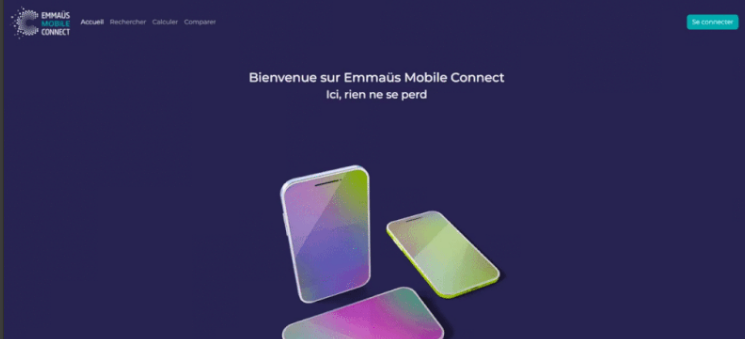 EMMAÜS
MOBILE
CONNECT
Accueil Rechercher Calculer Comparer
Se connecter
Bienvenue sur Emmaüs Mobile Connect
Ici, rien ne se perd